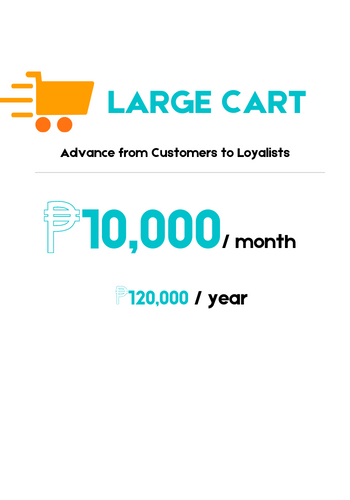 LARGE CART
Advance from Customers to Loyalists
₱10,000/ month
₱120,000 / year